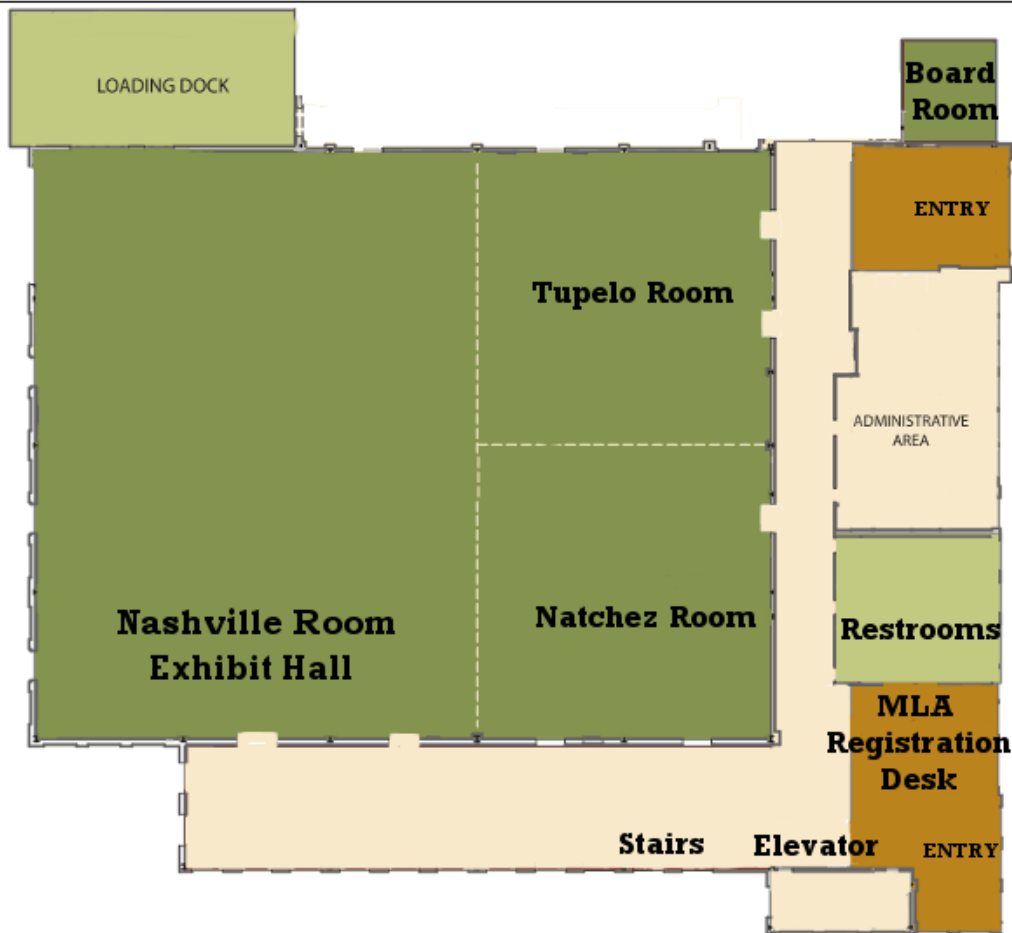 LOADING DOCK
Board
Room
ENTRY
Tupelo Room
ADMINISTRATIVE
AREA
Nashville Room
Exhibit Hall
Natchez Room
Restrooms
MLA
Registration
Desk
Stairs
Elevator
ENTRY